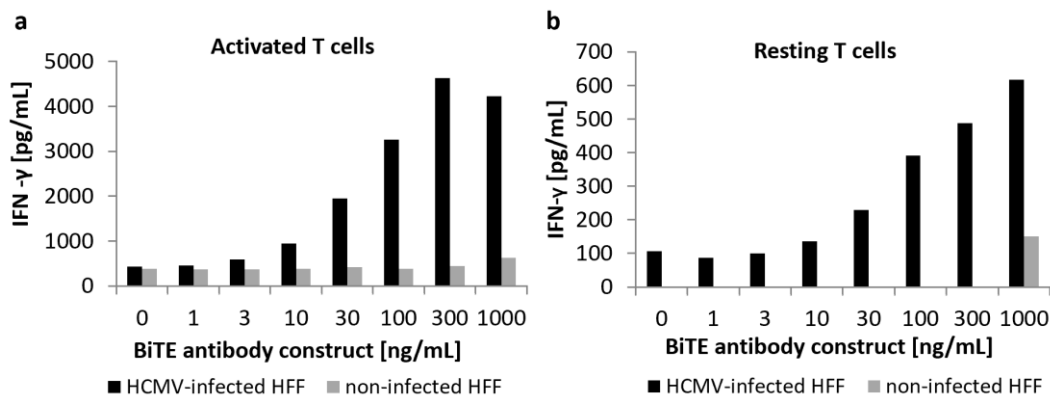 a
Activated T cells
IFN -γ [pg/mL]
5000
4000
3000
2000
1000
0
0 1 3 10 30 100 300 1000
BiTE antibody construct [ng/mL]
HCMV-infected HFF non-infected HFF
b
Resting T cells
IFN-γ [pg/mL]
700
600
500
400
300
200
100
0
0 1 3 10 30 100 300 1000
BiTE antibody construct [ng/mL]
HCMV-infected HFF non-infected HFF